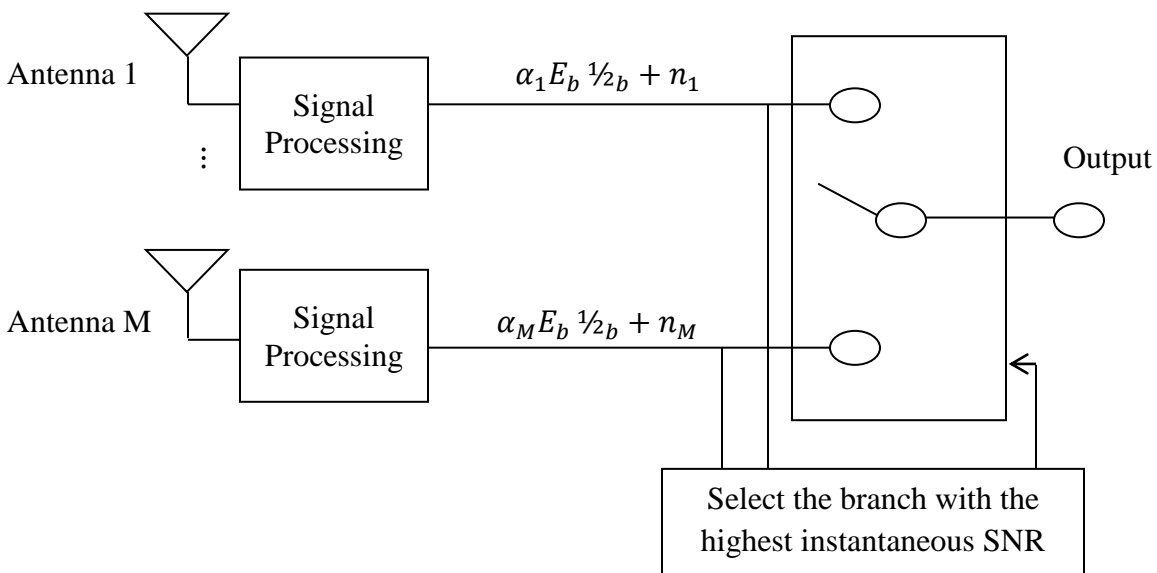 Antenna 1
Signal
Processing
α₁E_b ½_b + n₁
Output
⋮
Antenna M
Signal
Processing
α_M E_b ½_b + n_M
Select the branch with the
highest instantaneous SNR